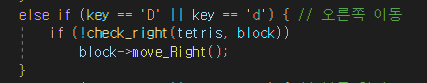 else if (key == 'D' || key == 'd') { // 오른쪽 이동
if (!check_right(tetris, block))
block->move_Right();
}